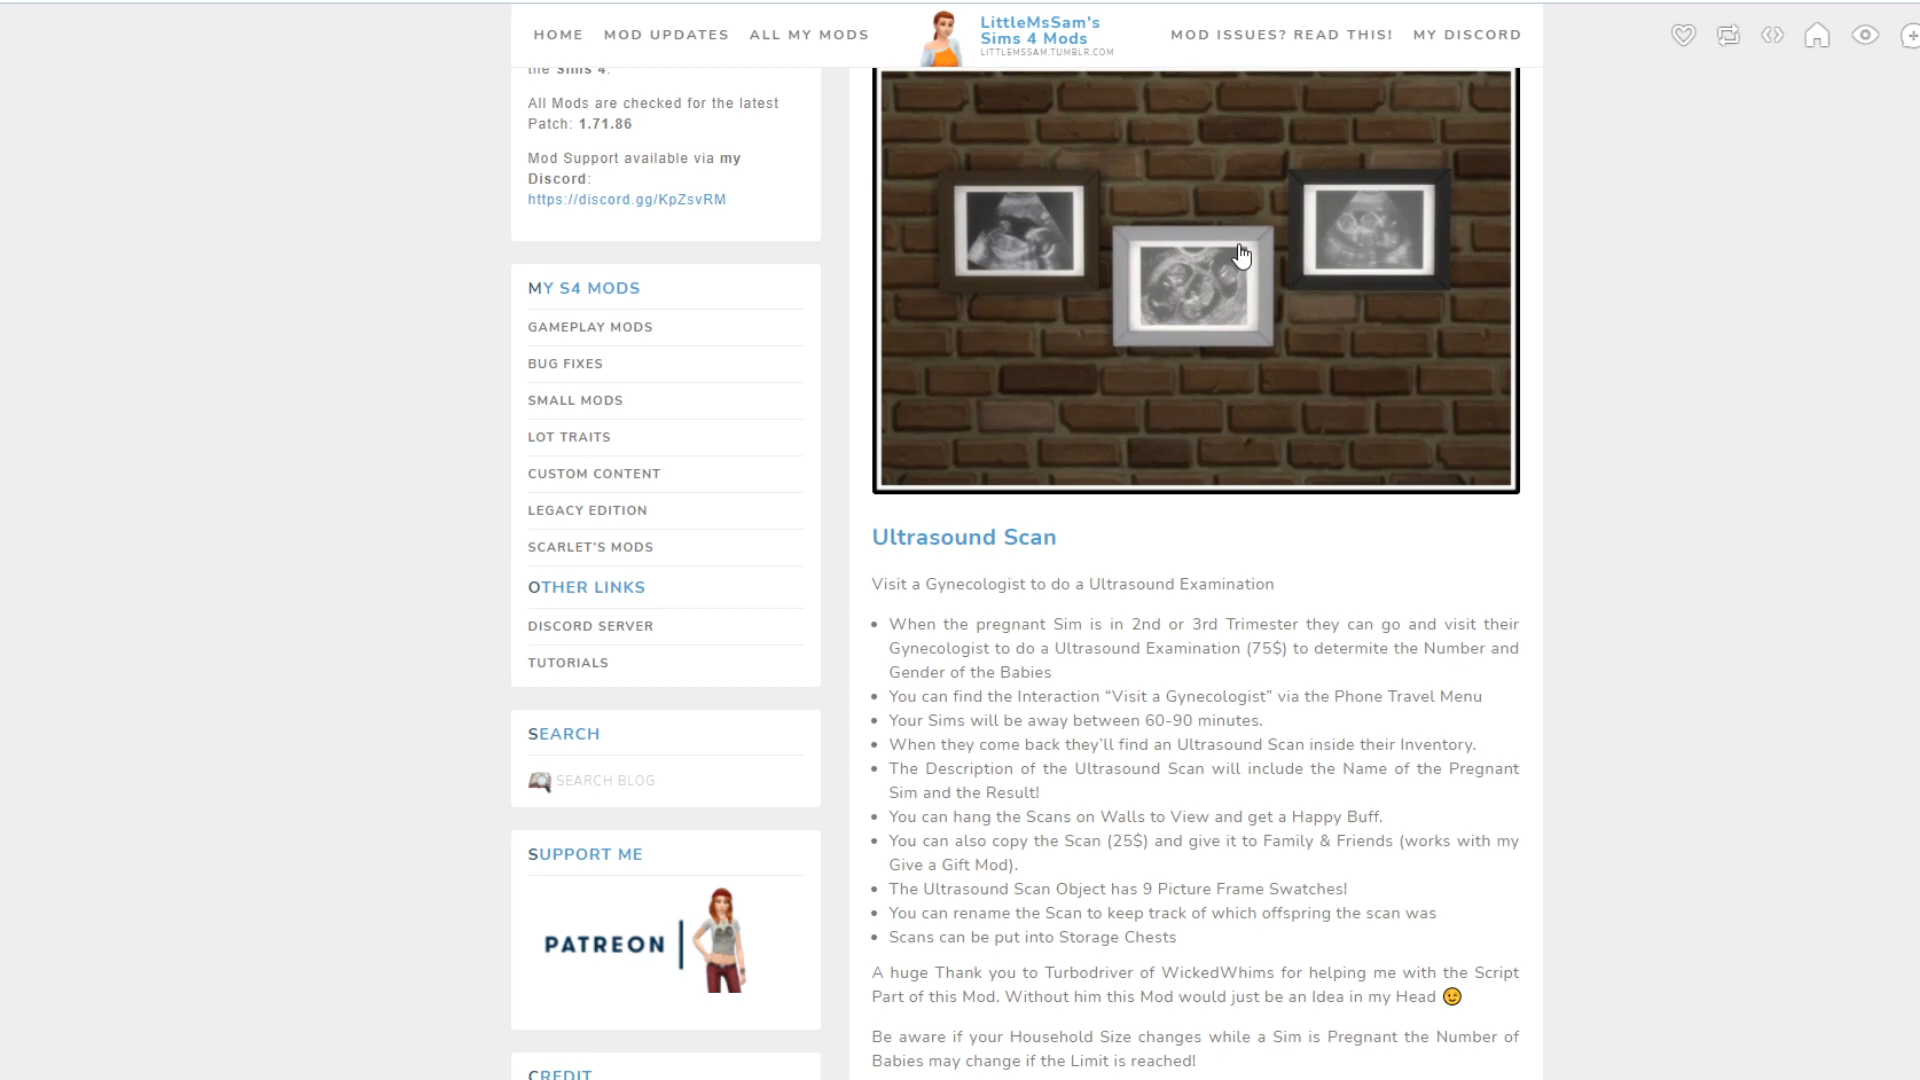 HOME MOD UPDATES ALL MY MODS LittleMsSam's Sims 4 Mods LITTLEMSSAM.TUMBLR.COM MOD ISSUES? READ THIS! MY DISCORD
the Sims 4.
All Mods are checked for the latest
Patch: 1.71.86
Mod Support available via my
Discord:
https://discord.gg/KpZsvRM
MY S4 MODS
GAMEPLAY MODS
BUG FIXES
SMALL MODS
LOT TRAITS
CUSTOM CONTENT
LEGACY EDITION
SCARLET'S MODS
OTHER LINKS
DISCORD SERVER
TUTORIALS
SEARCH
SEARCH BLOG
SUPPORT ME
PATREON
CREDIT
Ultrasound Scan
Visit a Gynecologist to do a Ultrasound Examination
• When the pregnant Sim is in 2nd or 3rd Trimester they can go and visit their
Gynecologist to do a Ultrasound Examination (75$) to determite the Number and
Gender of the Babies
• You can find the Interaction “Visit a Gynecologist” via the Phone Travel Menu
• Your Sims will be away between 60-90 minutes.
• When they come back they’ll find an Ultrasound Scan inside their Inventory.
• The Description of the Ultrasound Scan will include the Name of the Pregnant
Sim and the Result!
• You can hang the Scans on Walls to View and get a Happy Buff.
• You can also copy the Scan (25$) and give it to Family & Friends (works with my
Give a Gift Mod).
• The Ultrasound Scan Object has 9 Picture Frame Swatches!
• You can rename the Scan to keep track of which offspring the scan was
• Scans can be put into Storage Chests
A huge Thank you to Turbodriver of WickedWhims for helping me with the Script
Part of this Mod. Without him this Mod would just be an Idea in my Head 😉
Be aware if your Household Size changes while a Sim is Pregnant the Number of
Babies may change if the Limit is reached!